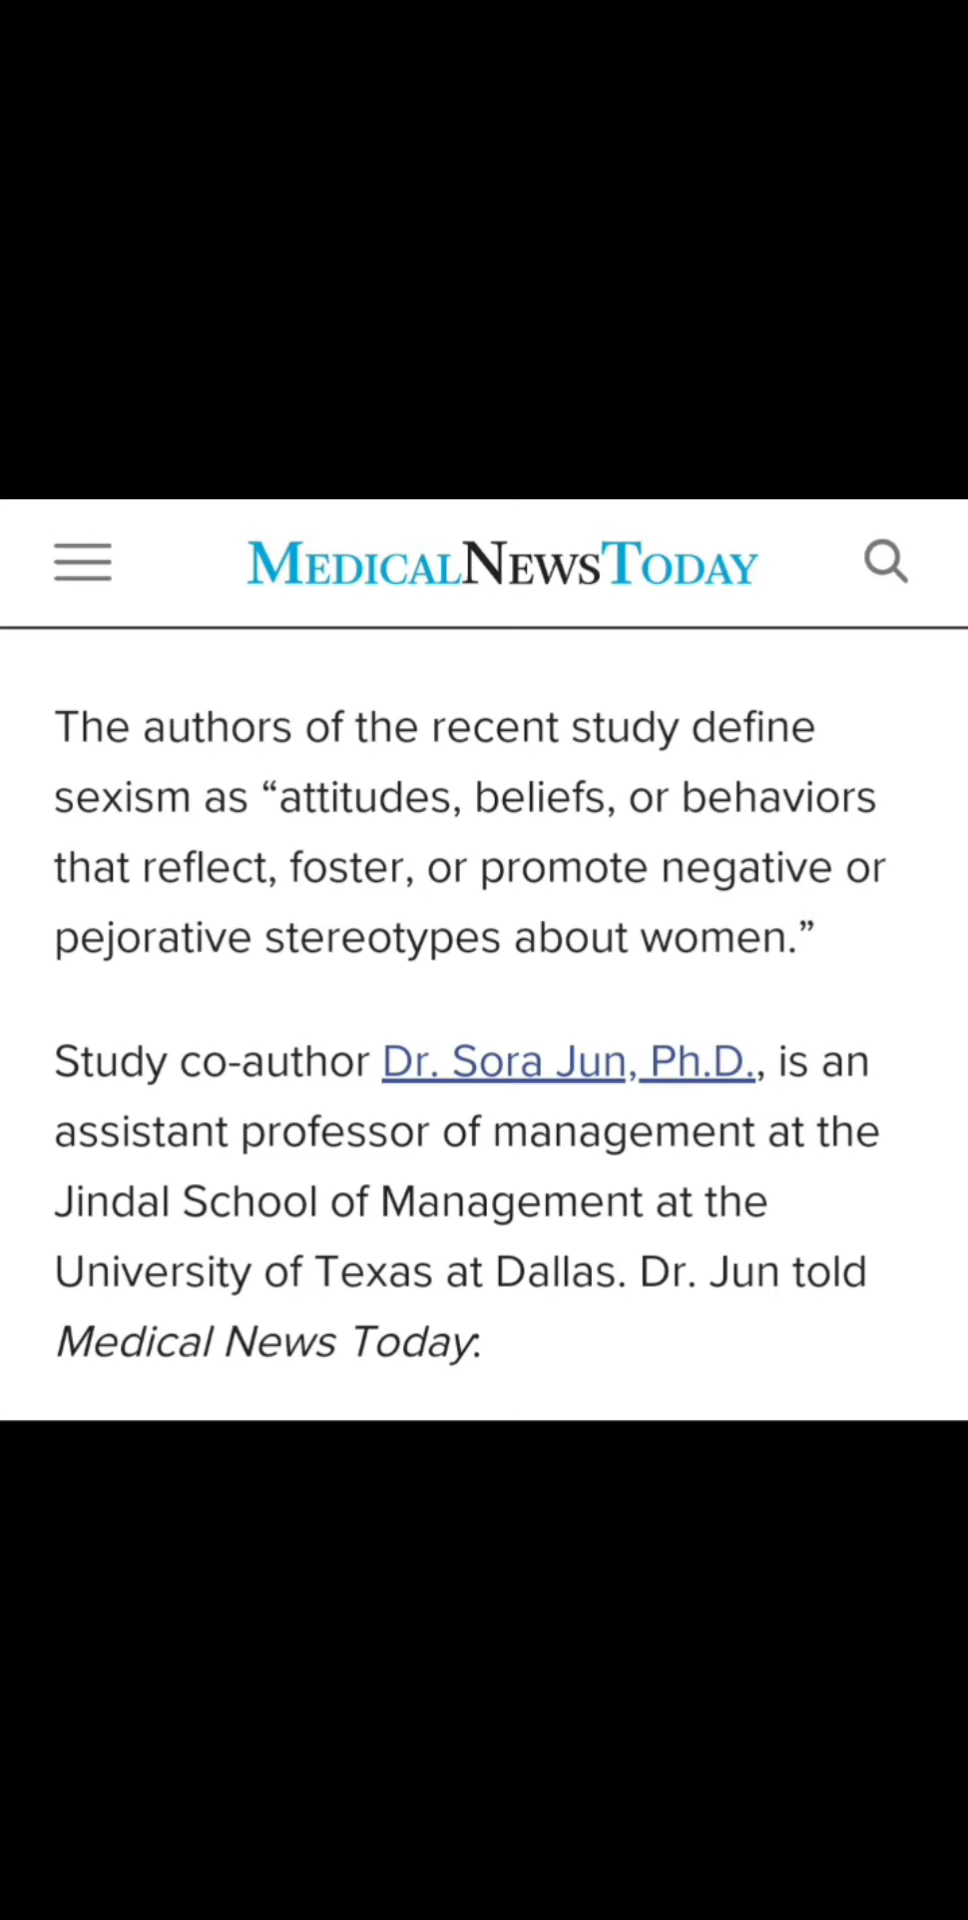 MEDICALNEWSTODAY
The authors of the recent study define
sexism as “attitudes, beliefs, or behaviors
that reflect, foster, or promote negative or
pejorative stereotypes about women.”
Study co-author Dr. Sora Jun, Ph.D., is an
assistant professor of management at the
Jindal School of Management at the
University of Texas at Dallas. Dr. Jun told
Medical News Today: